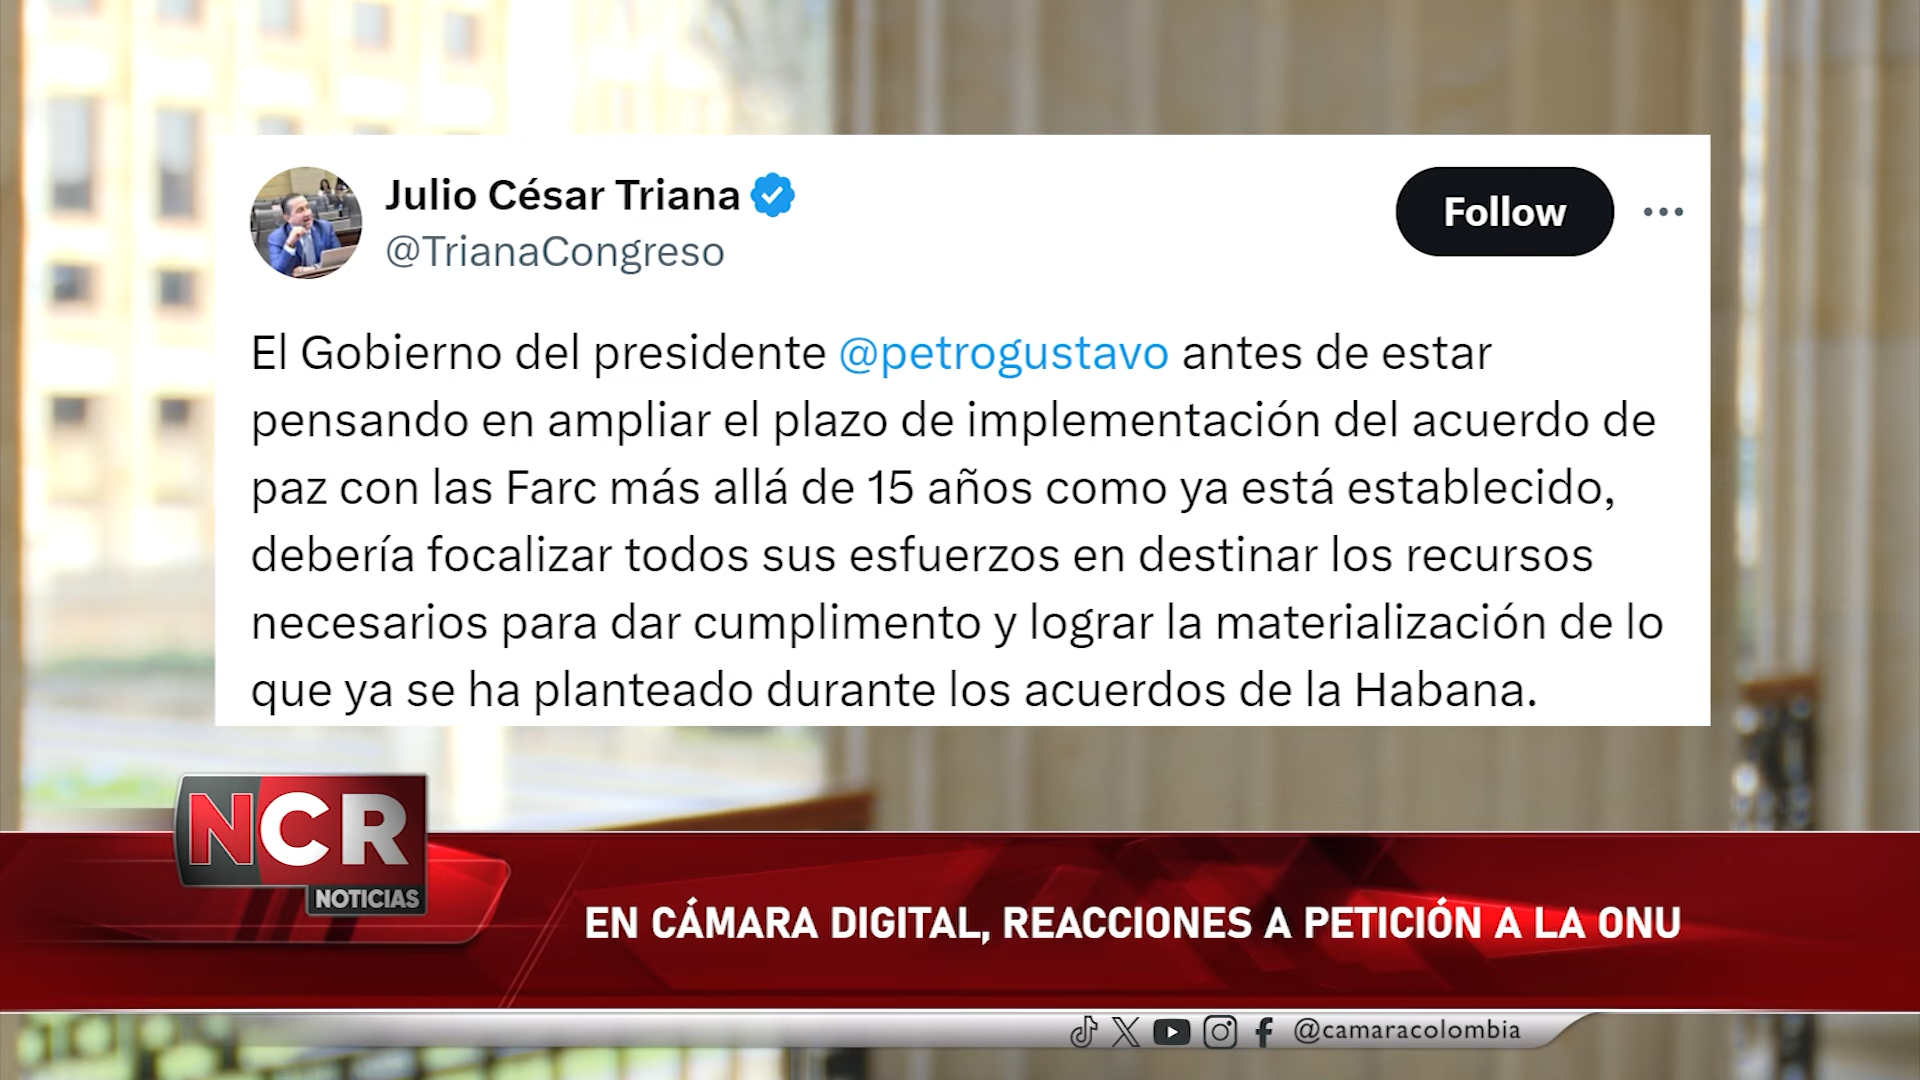 Julio César Triana
@TrianaCongreso
Follow
El Gobierno del presidente @petrogustavo antes de estar
pensando en ampliar el plazo de implementación del acuerdo de
paz con las Farc más allá de 15 años como ya está establecido,
debería focalizar todos sus esfuerzos en destinar los recursos
necesarios para dar cumplimento y lograr la materialización de lo
que ya se ha planteado durante los acuerdos de la Habana.
NCR
NOTICIAS
EN CÁMARA DIGITAL, REACCIONES A PETICIÓN A LA ONU
@camaracolombia